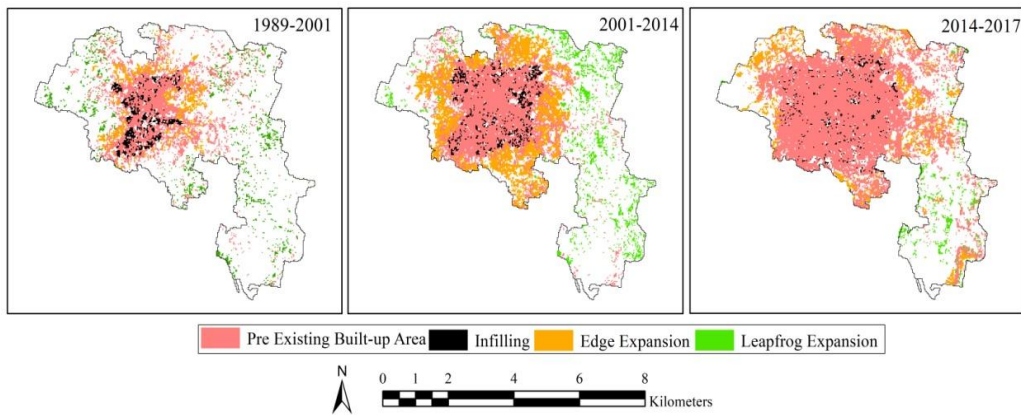 1989-2001
2001-2014
2014-2017
Pre Existing Built-up Area Infilling Edge Expansion Leapfrog Expansion
N
0 1 2 4 6 8
Kilometers